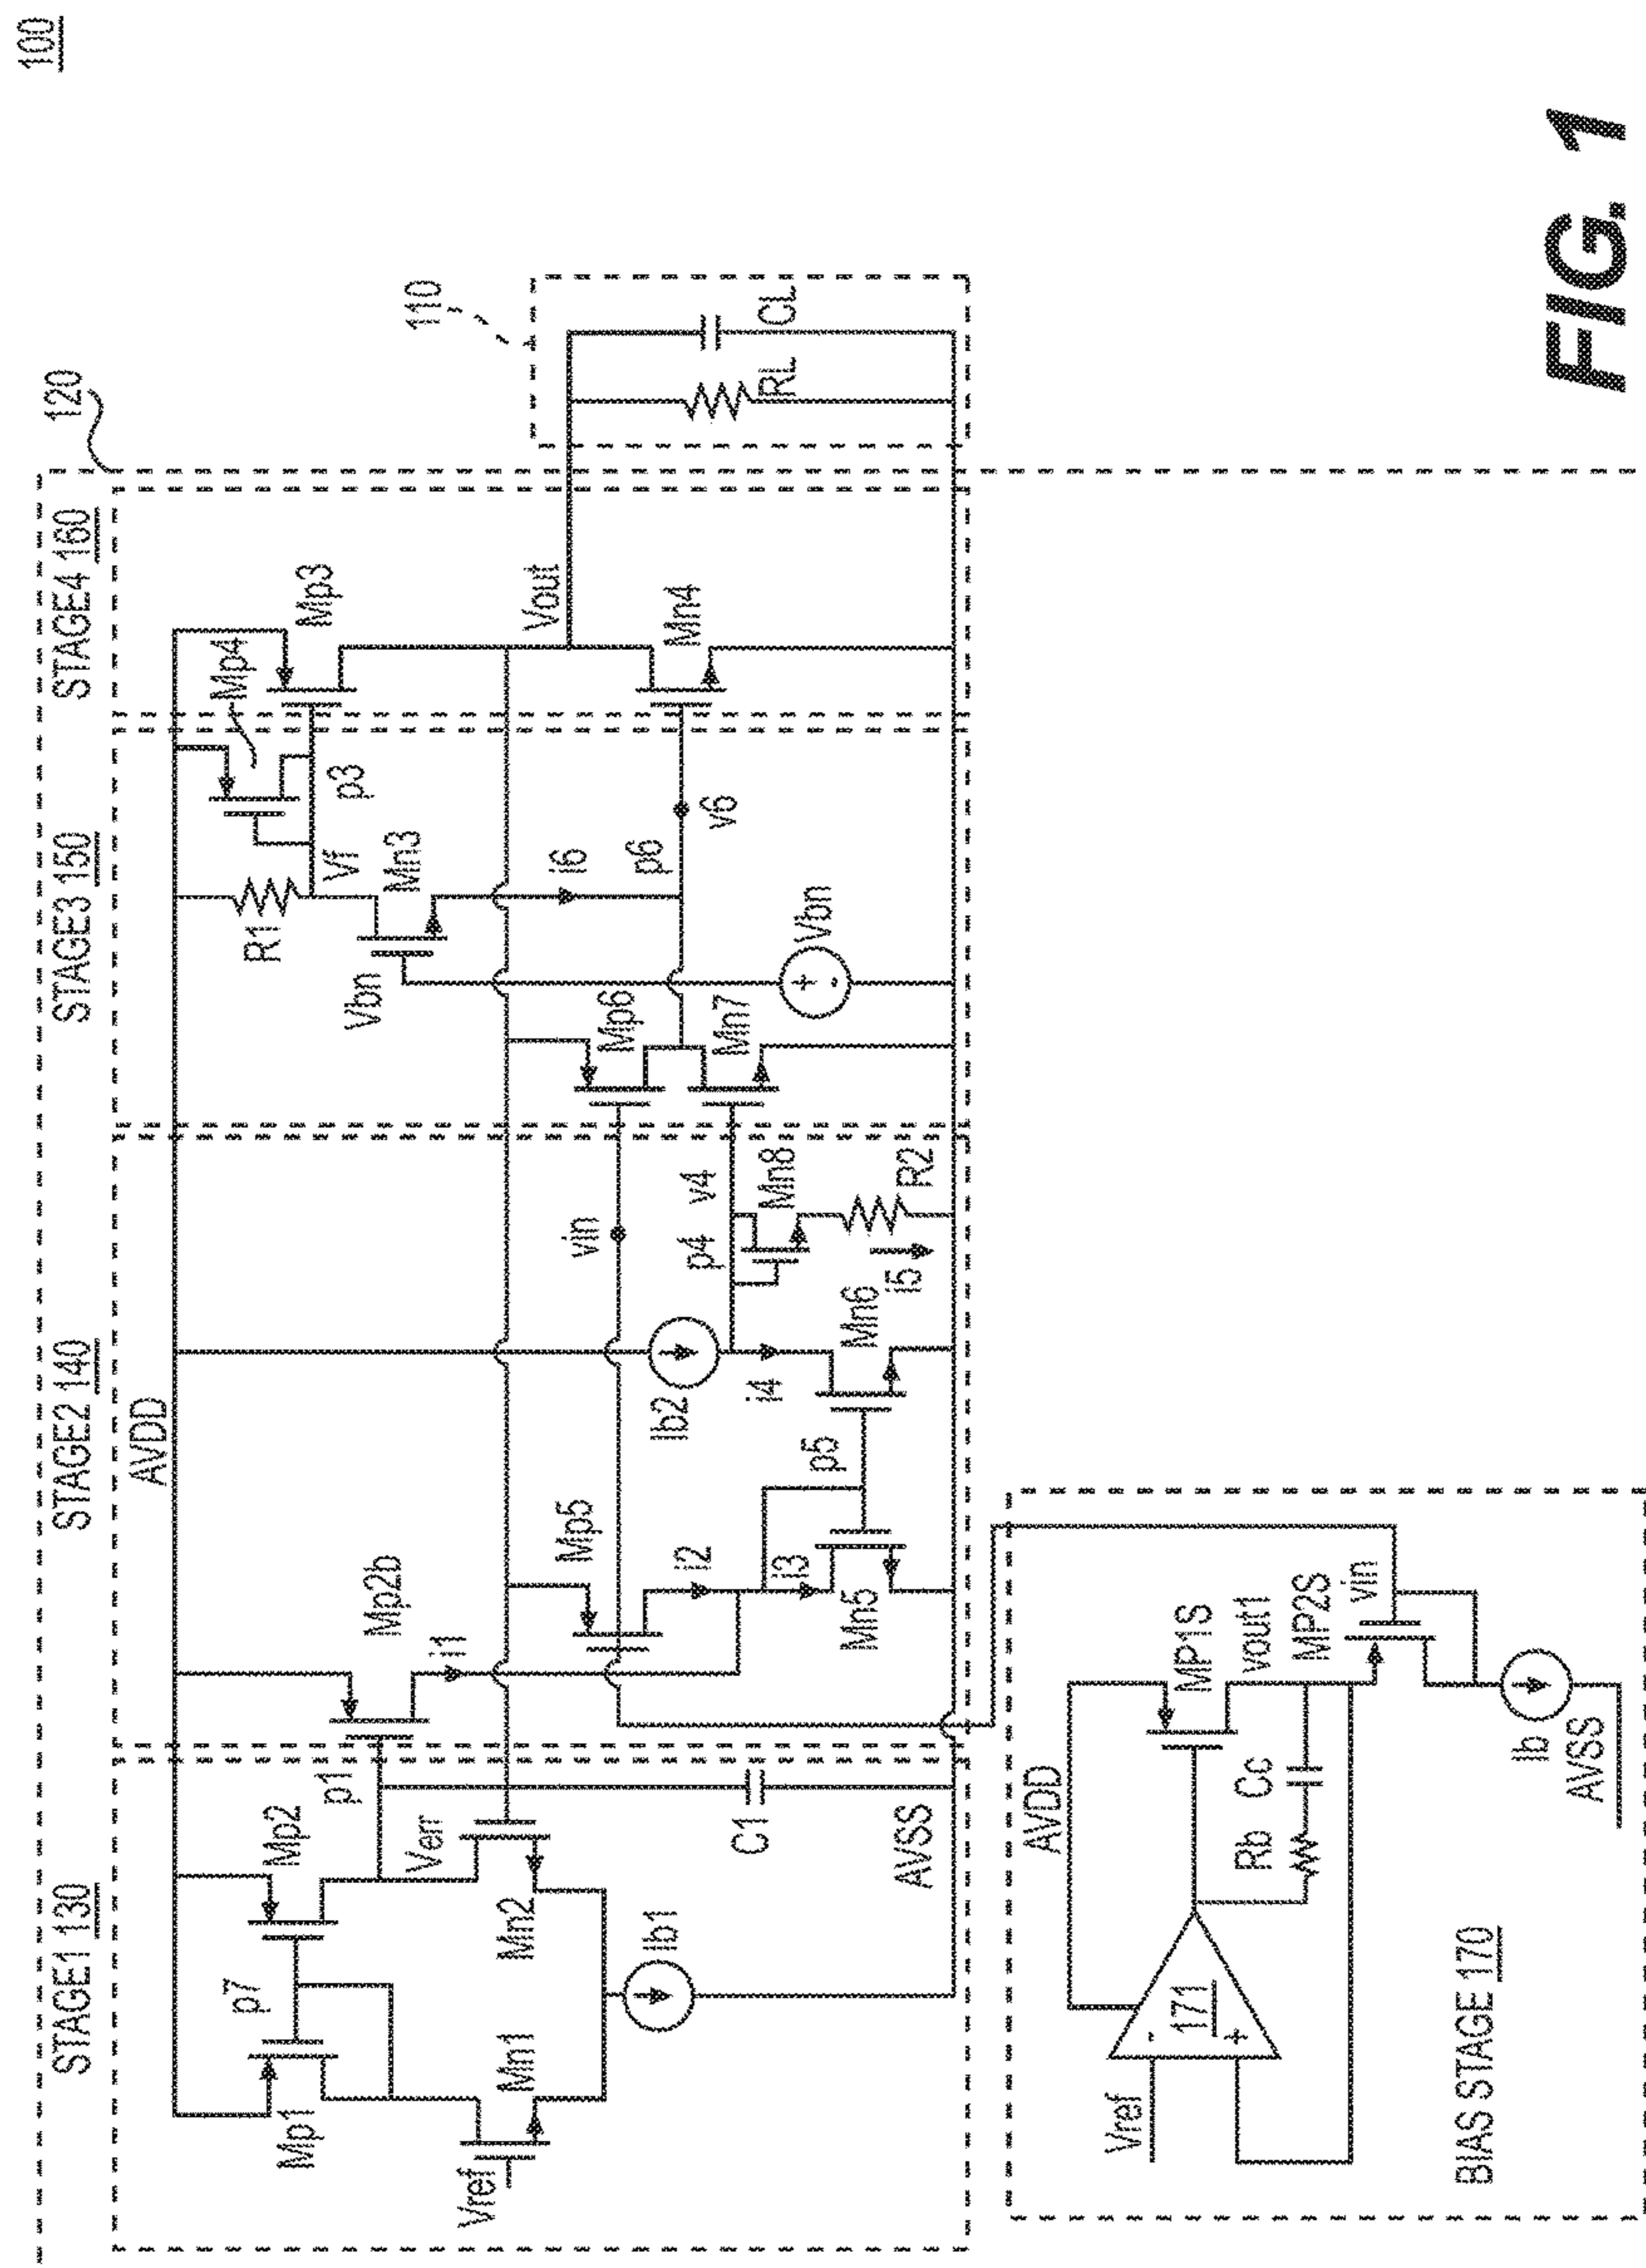 100
120
STAGE1 130
STAGE2 140
STAGE3 150
STAGE4 160
AVDD
Mp1
p7
Mp2
p1
Verr
Vref
Mn1
Mn2
Ib1
C1
AVSS
Mp2b
i1
Mp5
i2
i3
Mn5
p5
Mn6
i4
Ib2
vin
p4
v4
Mn8
i5
R2
Mp6
Mn7
Vbn
Vbn
R1
Vf
Mn3
i6
p6
v6
p3
Mp4
Mp3
Vout
Mn4
110
RL
CL
Vref
171
-
+
AVDD
Rb
Cc
MP1S
vout1
MP2S
vin
Ib
AVSS
BIAS STAGE 170
FIG. 1